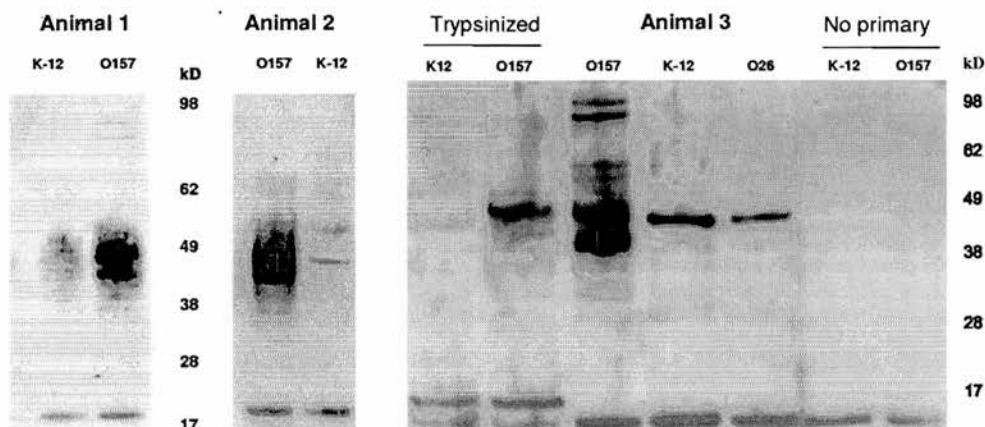 Animal 1
K-12 O157
kD
98
62
49
38
28
17
Animal 2
O157 K-12
Trypsinized
K12 O157
Animal 3
O157 K-12 O26
No primary
K-12 O157
kD
98
62
49
38
28
17